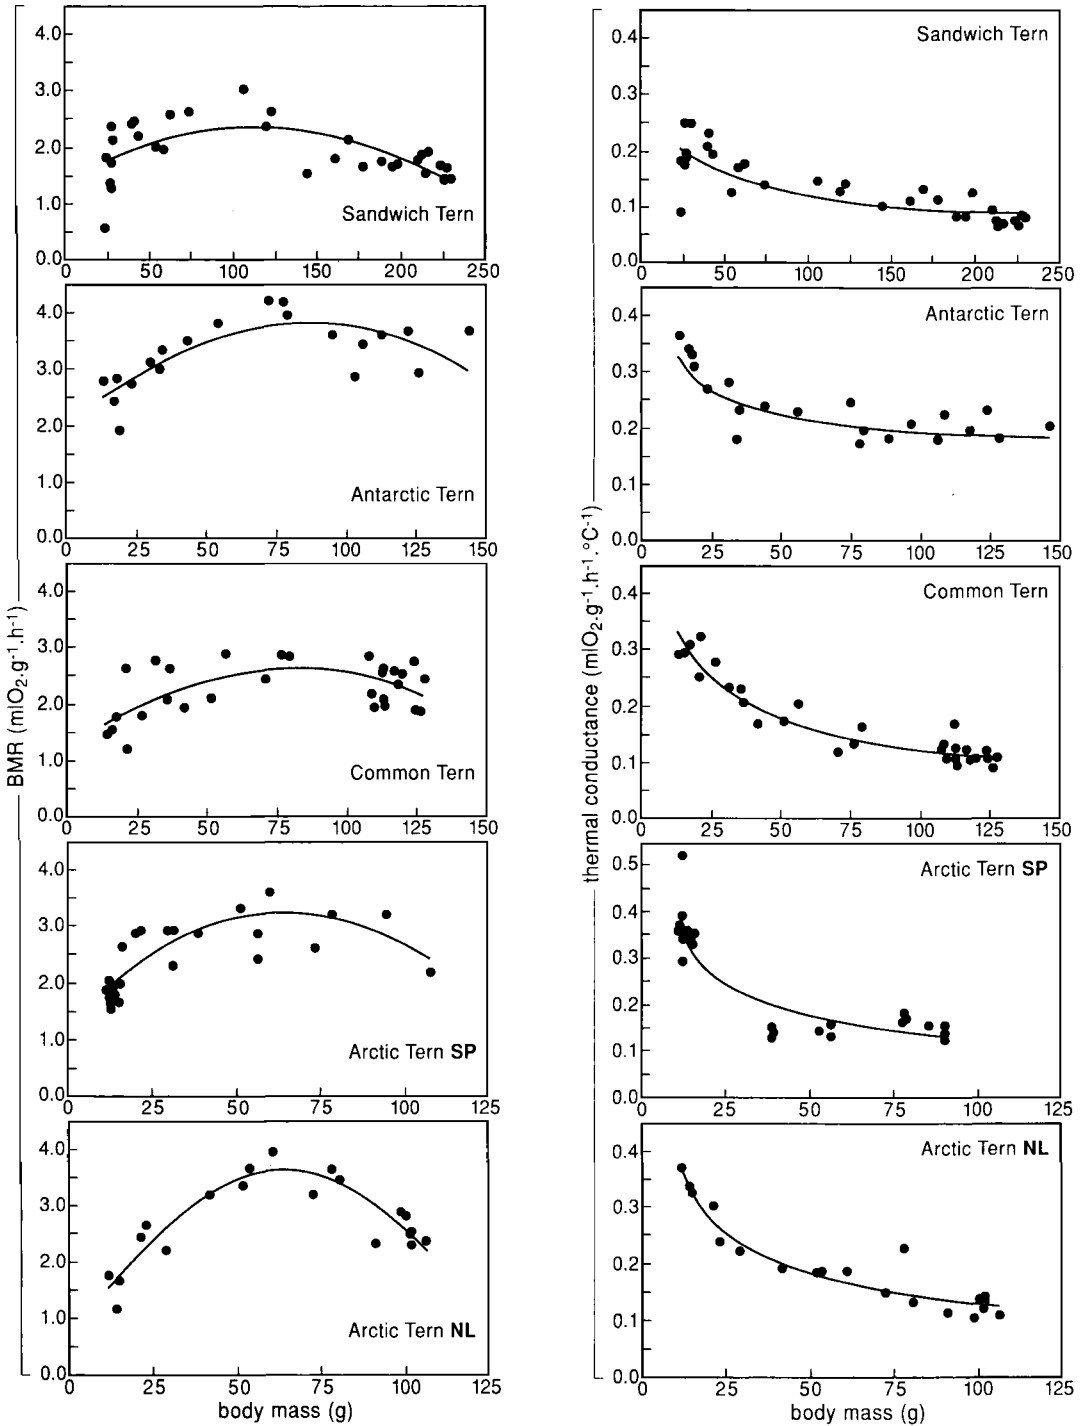 BMR (mlO2.g-1.h-1)
4.0
3.0
2.0
1.0
0.0
Sandwich Tern
0 50 100 150 200 250
4.0
3.0
2.0
1.0
0.0
Antarctic Tern
0 25 50 75 100 125 150
4.0
3.0
2.0
1.0
0.0
Common Tern
0 25 50 75 100 125 150
4.0
3.0
2.0
1.0
0.0
Arctic Tern SP
0 25 50 75 100 125
4.0
3.0
2.0
1.0
0.0
Arctic Tern NL
0 25 50 75 100 125
body mass (g)
thermal conductance (mlO2.g-1.h-1.°C-1)
0.4
0.3
0.2
0.1
0.0
Sandwich Tern
0 50 100 150 200 250
0.4
0.3
0.2
0.1
0.0
Antarctic Tern
0 25 50 75 100 125 150
0.4
0.3
0.2
0.1
0.0
Common Tern
0 25 50 75 100 125 150
0.5
0.4
0.3
0.2
0.1
0.0
Arctic Tern SP
0 25 50 75 100 125
0.4
0.3
0.2
0.1
0.0
Arctic Tern NL
0 25 50 75 100 125
body mass (g)